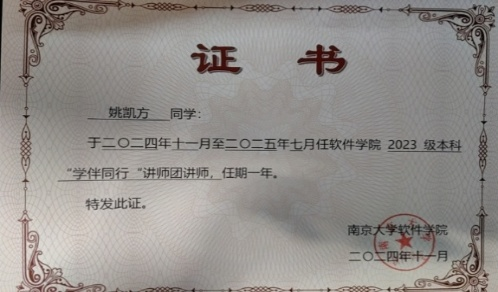 证书
姚凯方 同学：
于二〇二四年十一月至二〇二五年七月任软件学院 2023 级本科
“学伴同行“讲师团讲师，任期一年。
特发此证。
南京大学软件学院
二〇二四年十一月